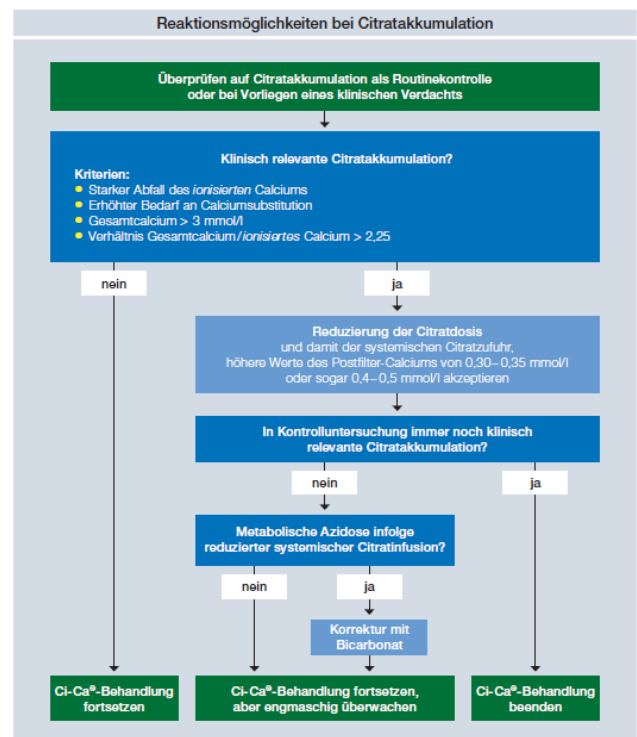 Reaktionsmöglichkeiten bei Citratakkumulation
Überprüfen auf Citratakkumulation als Routinekontrolle
oder bei Vorliegen eines klinischen Verdachts
Klinisch relevante Citratakkumulation?
Kriterien:
Starker Abfall des ionisierten Calciums
Erhöhter Bedarf an Calciumsubstitution
Gesamtcalcium > 3 mmol/l
Verhältnis Gesamtcalcium/ionisiertes Calcium > 2,25
nein
ja
Reduzierung der Citratdosis
und damit der systemischen Citratzufuhr,
höhere Werte des Postfilter-Calciums von 0,30–0,35 mmol/l
oder sogar 0,4–0,5 mmol/l akzeptieren
In Kontrolluntersuchung immer noch klinisch
relevante Citratakkumulation?
nein
ja
Metabolische Azidose infolge
reduzierter systemischer Citratinfusion?
nein
ja
Korrektur mit
Bicarbonat
Ci-Ca®-Behandlung
fortsetzen
Ci-Ca®-Behandlung fortsetzen,
aber engmaschig überwachen
Ci-Ca®-Behandlung
beenden